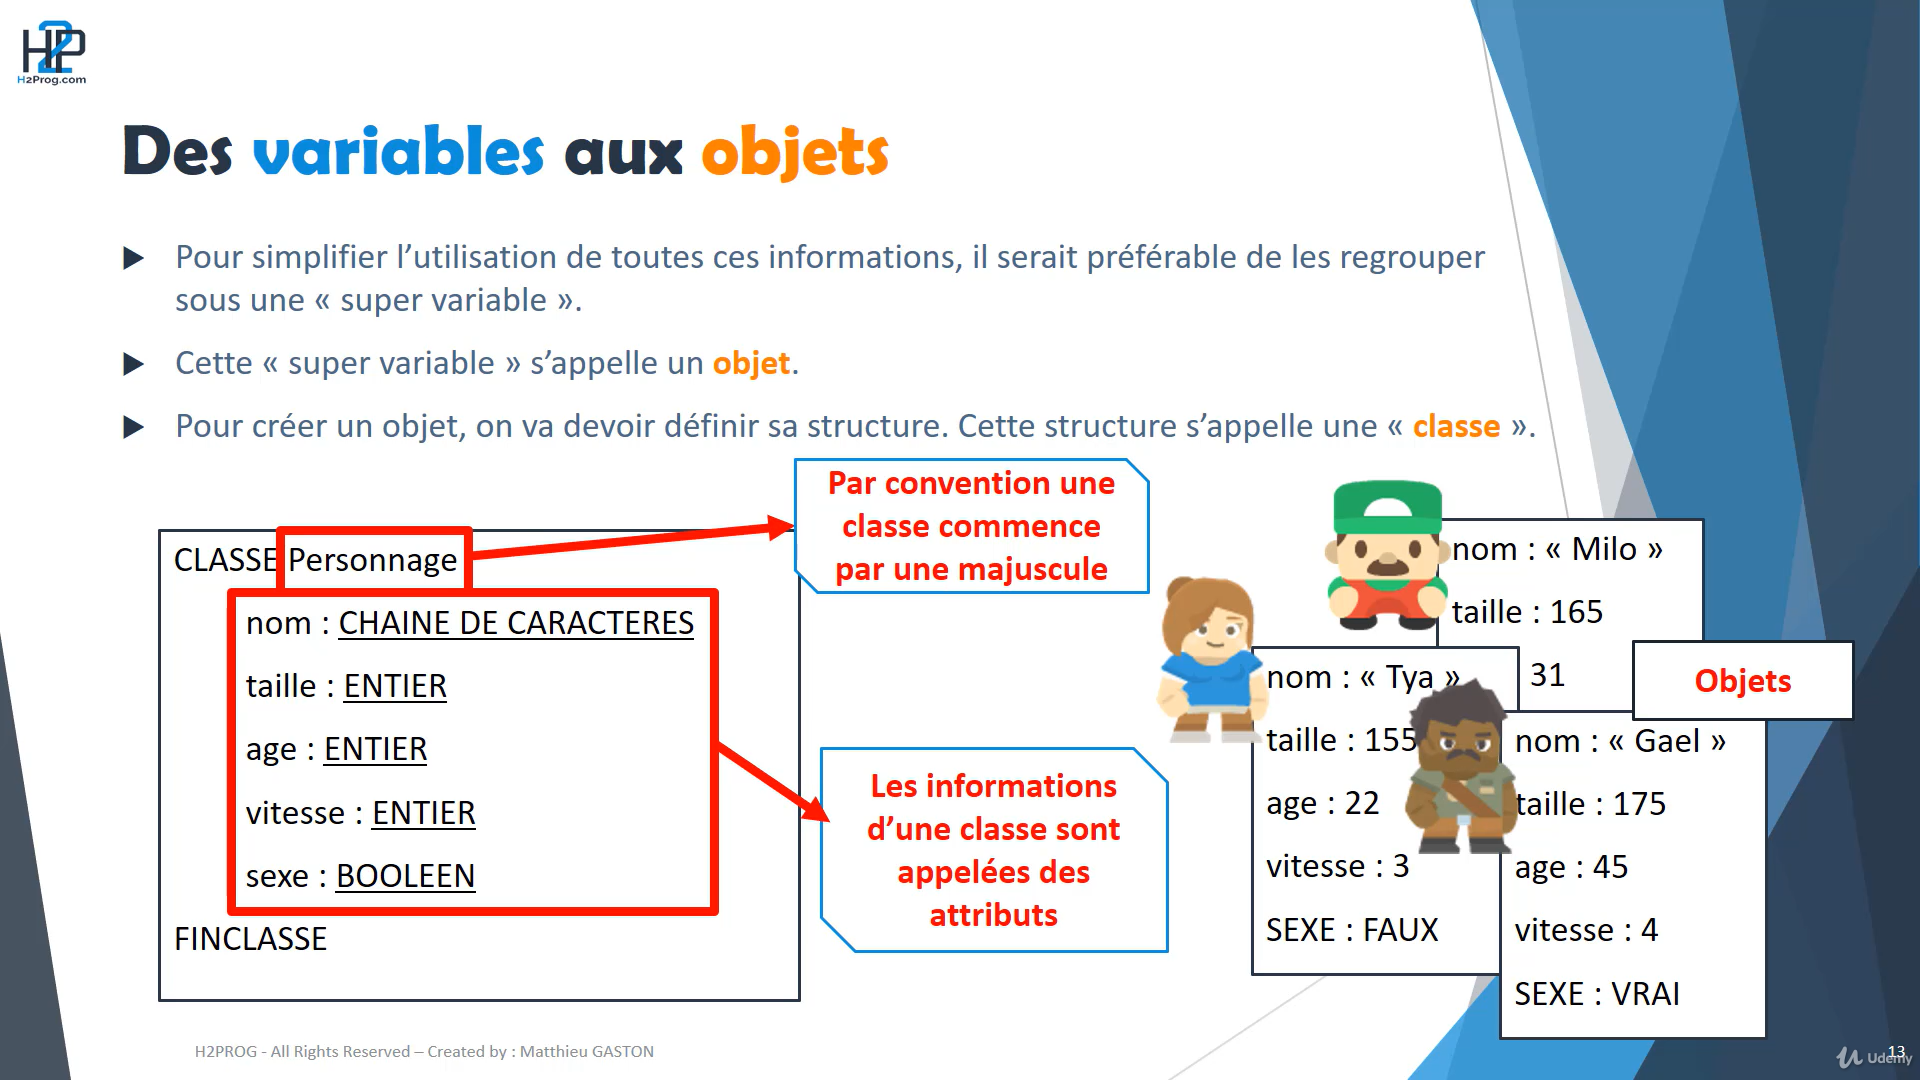 H2P
H2Prog.com
Des variables aux objets
Pour simplifier l’utilisation de toutes ces informations, il serait préférable de les regrouper
sous une « super variable ».
Cette « super variable » s’appelle un objet.
Pour créer un objet, on va devoir définir sa structure. Cette structure s’appelle une « classe ».
CLASSE Personnage
nom : CHAINE DE CARACTERES
taille : ENTIER
age : ENTIER
vitesse : ENTIER
sexe : BOOLEEN
FINCLASSE
Par convention une
classe commence
par une majuscule
Les informations
d’une classe sont
appelées des
attributs
nom : « Milo »
taille : 165
31
Objets
nom : « Tya »
taille : 155
age : 22
vitesse : 3
SEXE : FAUX
nom : « Gael »
taille : 175
age : 45
vitesse : 4
SEXE : VRAI
H2PROG - All Rights Reserved – Created by : Matthieu GASTON
13
Udemy